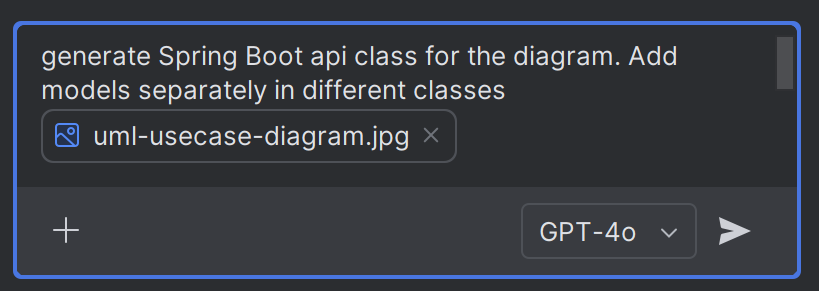 generate Spring Boot api class for the diagram. Add
models separately in different classes
uml-usecase-diagram.jpg
GPT-4o